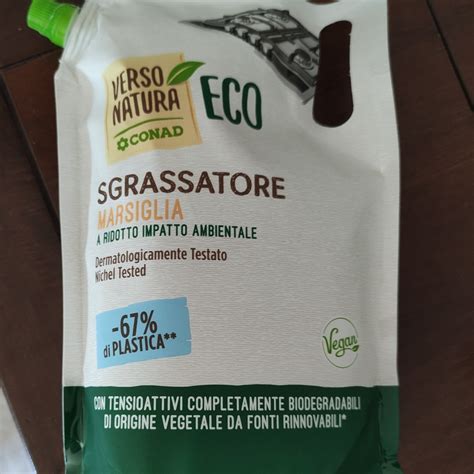 VERSO
NATURA
CONAD
ECO
SGRASSATORE
MARSIGLIA
A RIDOTTO IMPATTO AMBIENTALE
Dermatologicamente Testato
Nichel Tested
-67%
di PLASTICA**
Vegan
CON TENSIOATTIVI COMPLETAMENTE BIODEGRADABILI
DI ORIGINE VEGETALE DA FONTI RINNOVABILI*